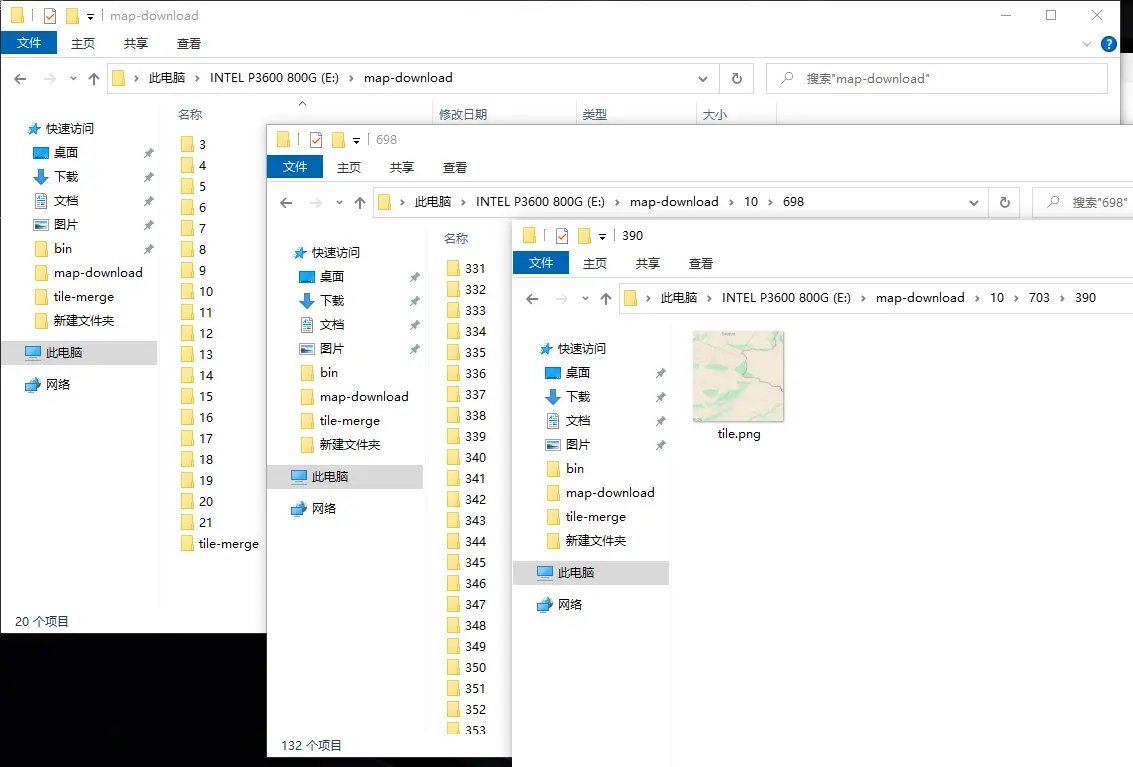 map-download
文件 主页 共享 查看
此电脑 INTEL P3600 800G (E:) map-download
搜索"map-download"
快速访问
桌面
下载
文档
图片
bin
map-download
tile-merge
新建文件夹
此电脑
网络
名称 修改日期 类型 大小
3
4
5
6
7
8
9
10
11
12
13
14
15
16
17
18
19
20
21
tile-merge
20 个项目
698
文件 主页 共享 查看
此电脑 INTEL P3600 800G (E:) map-download 10 698
搜索"698"
快速访问
桌面
下载
文档
图片
bin
map-download
tile-merge
新建文件夹
此电脑
网络
名称
331
332
333
334
335
336
337
338
339
340
341
342
343
344
345
346
347
348
349
350
351
352
353
132 个项目
390
文件 主页 共享 查看
此电脑 INTEL P3600 800G (E:) map-download 10 703 390
快速访问
桌面
下载
文档
图片
bin
map-download
tile-merge
新建文件夹
此电脑
网络
tile.png